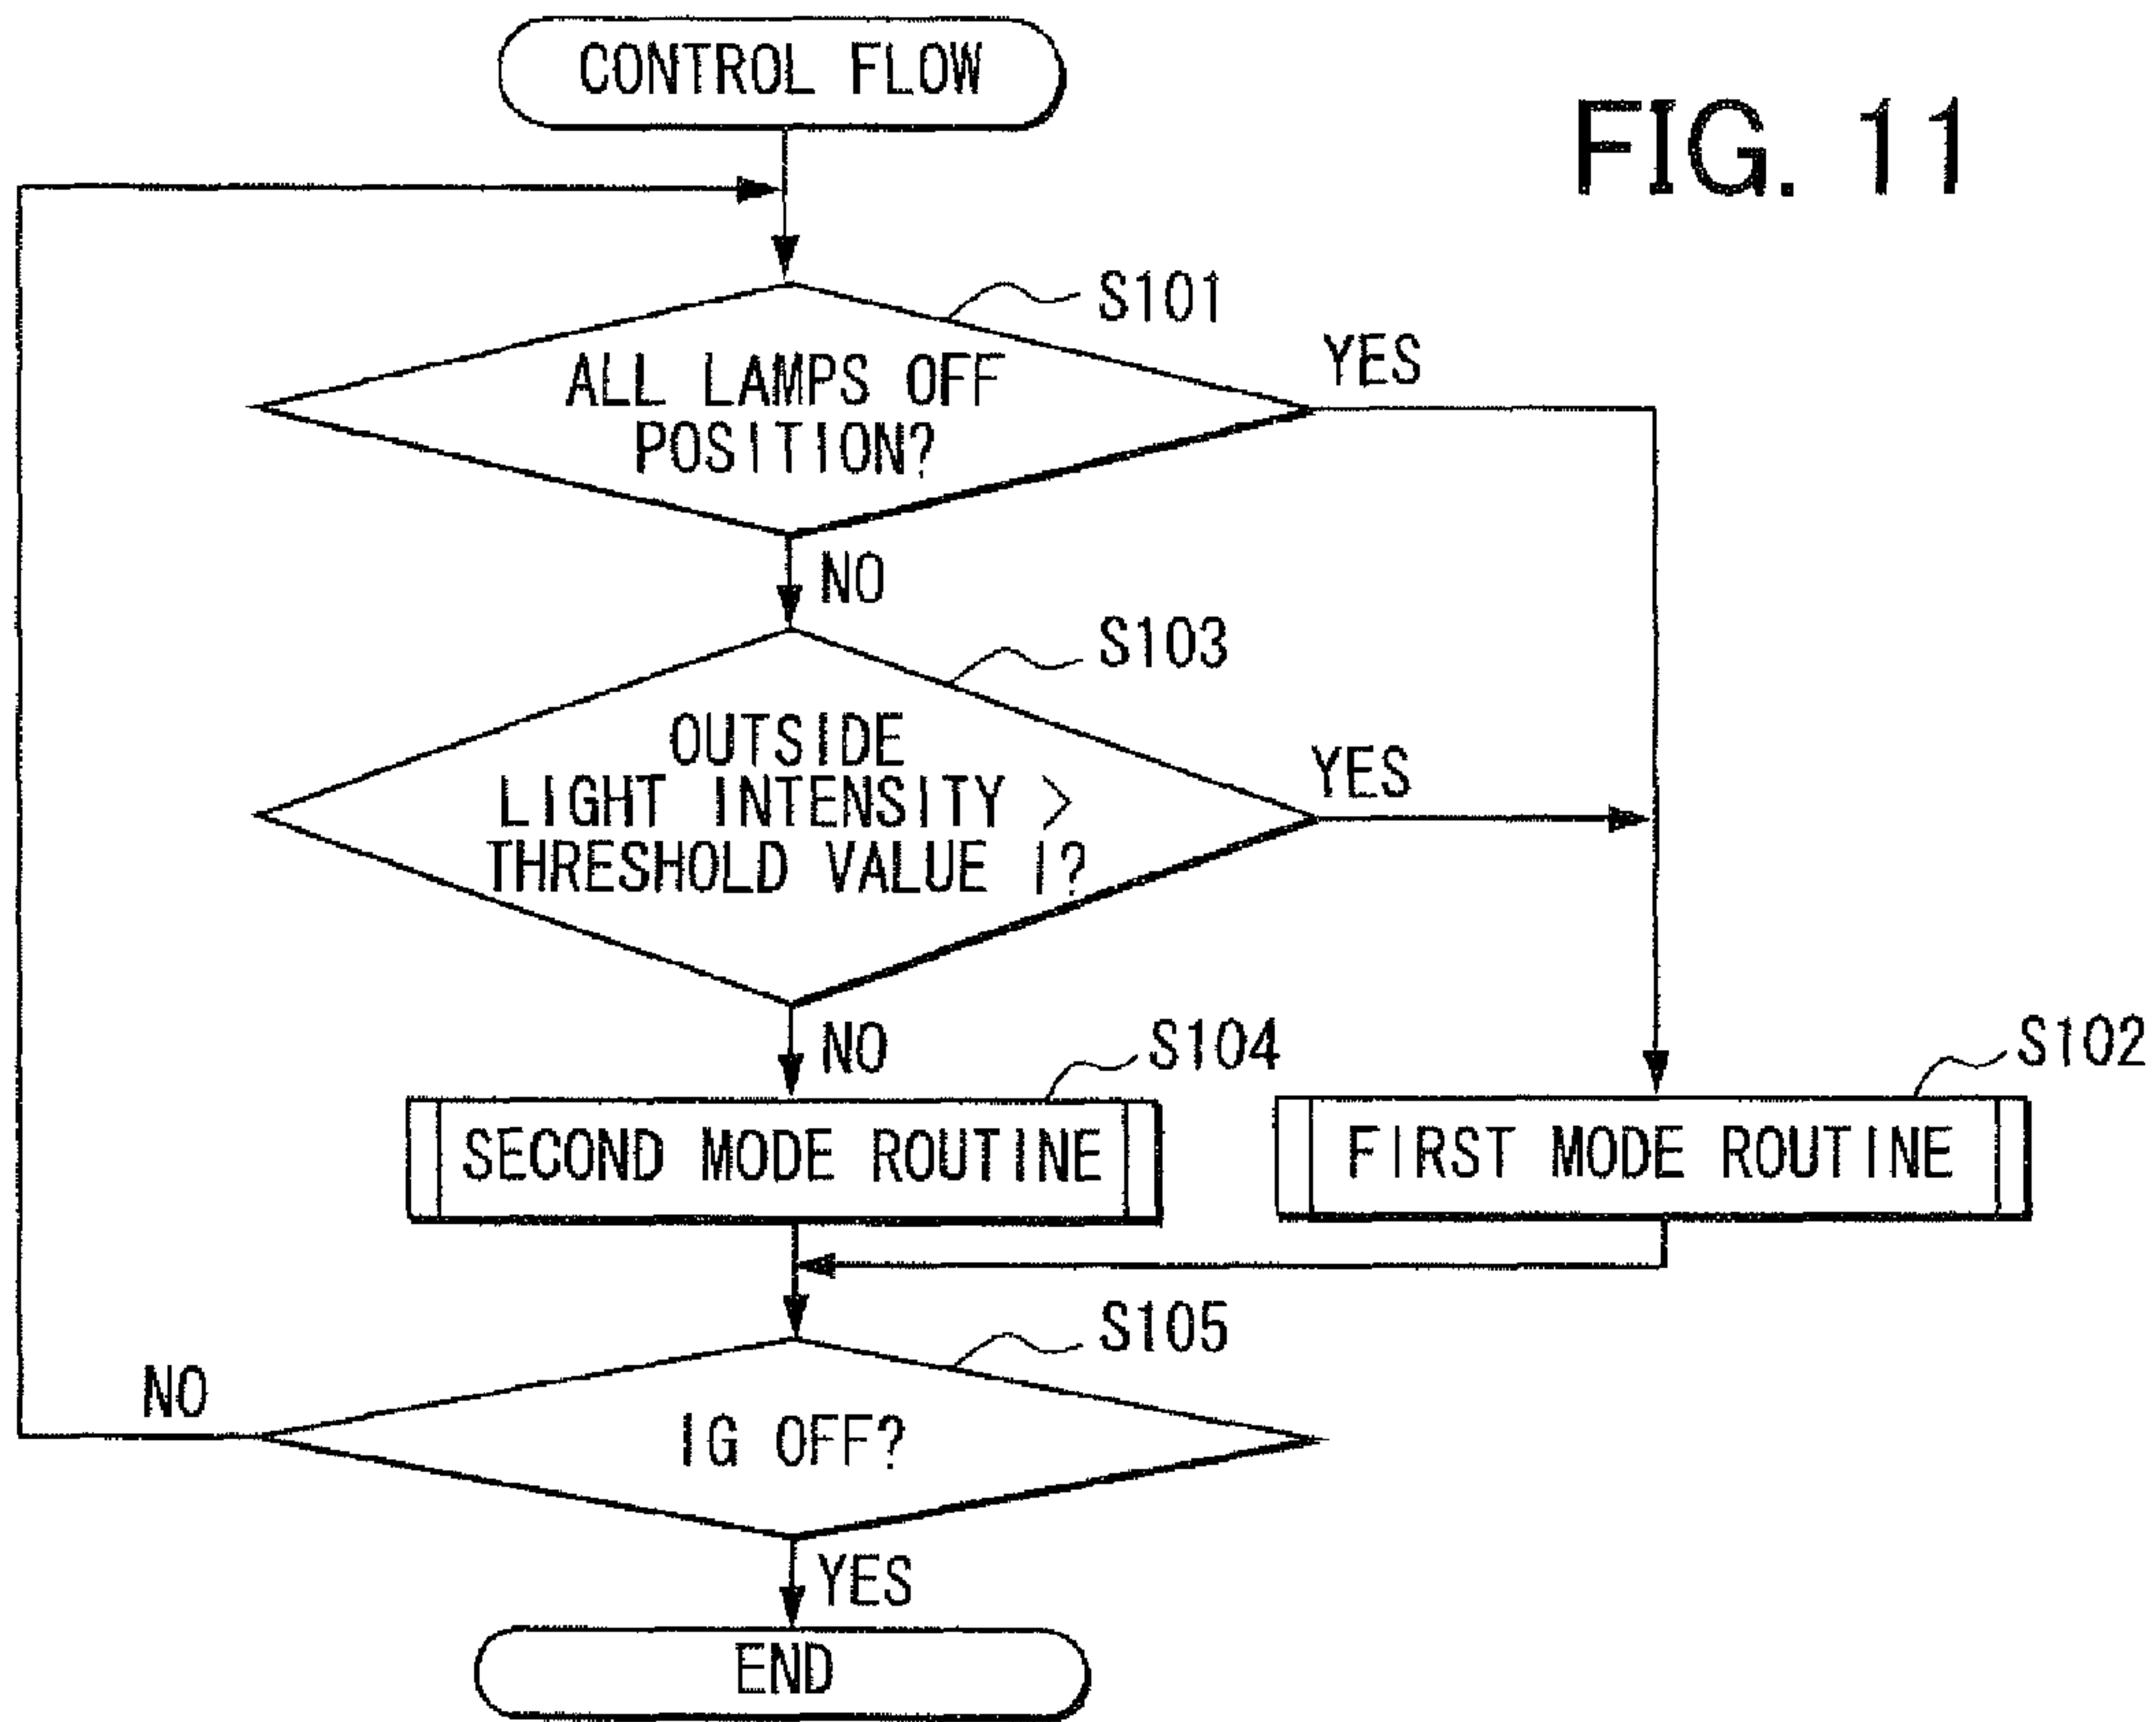 CONTROL FLOW
FIG. 11
S101
ALL LAMPS OFF
POSITION?
YES
NO
S103
OUTSIDE
LIGHT INTENSITY >
THRESHOLD VALUE I?
YES
NO
S104
S102
SECOND MODE ROUTINE
FIRST MODE ROUTINE
S105
NO
IG OFF?
YES
END